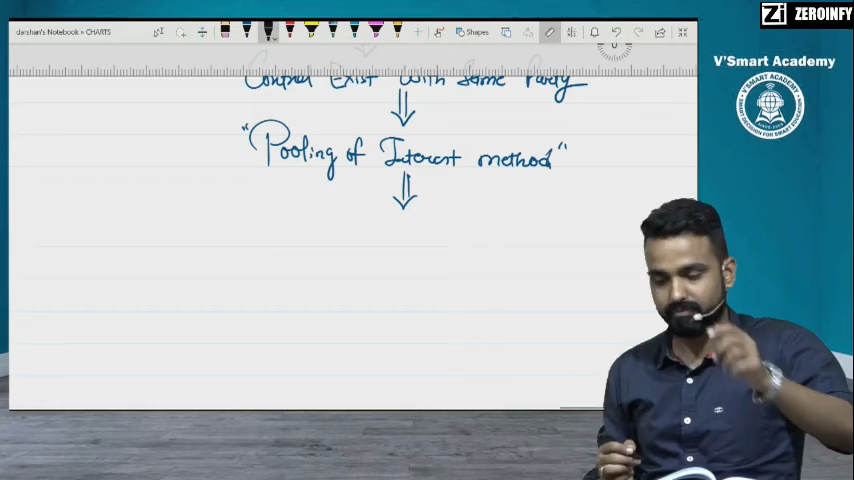 ZEROINFY
darshan's Notebook » CHARTS
Shapes
V'Smart Academy
Control Exist With Same Party
"Pooling of Interest method"